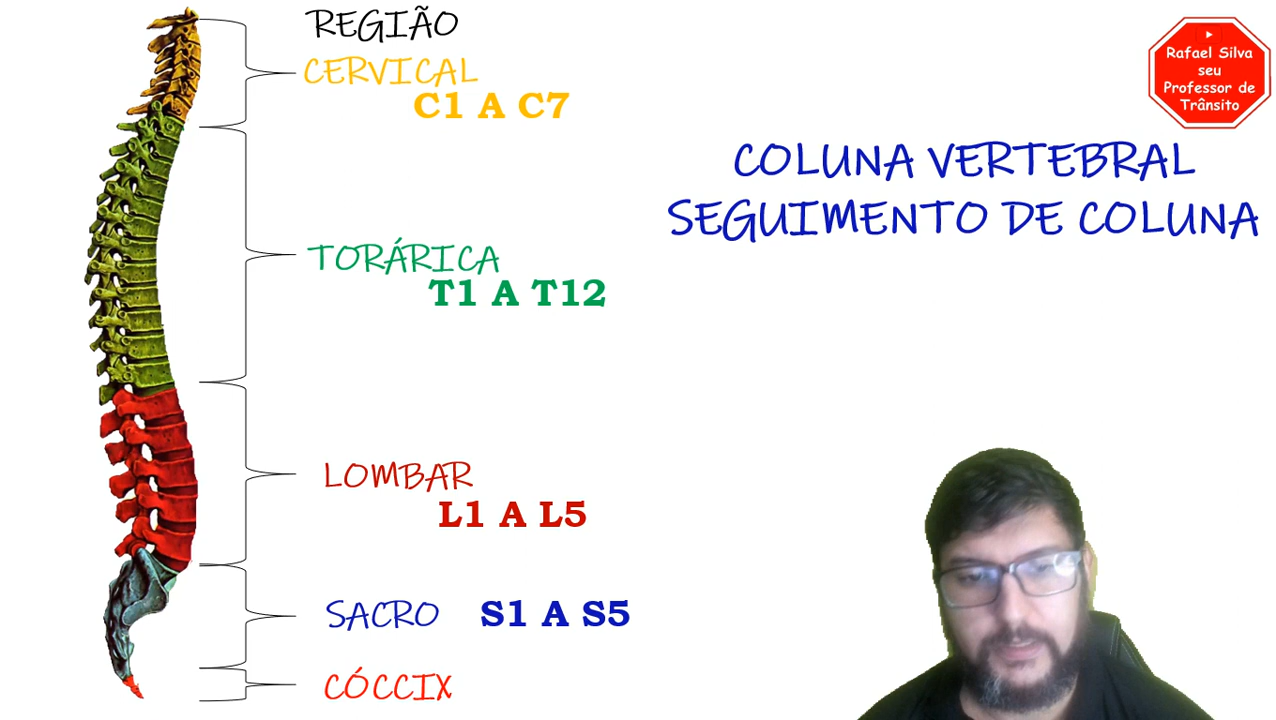 REGIÃO
CERVICAL
C1 A C7
TORÁRICA
T1 A T12
LOMBAR
L1 A L5
SACRO S1 A S5
CÓCCIX
COLUNA VERTEBRAL
SEGUIMENTO DE COLUNA
Rafael Silva
seu
Professor de
Trânsito